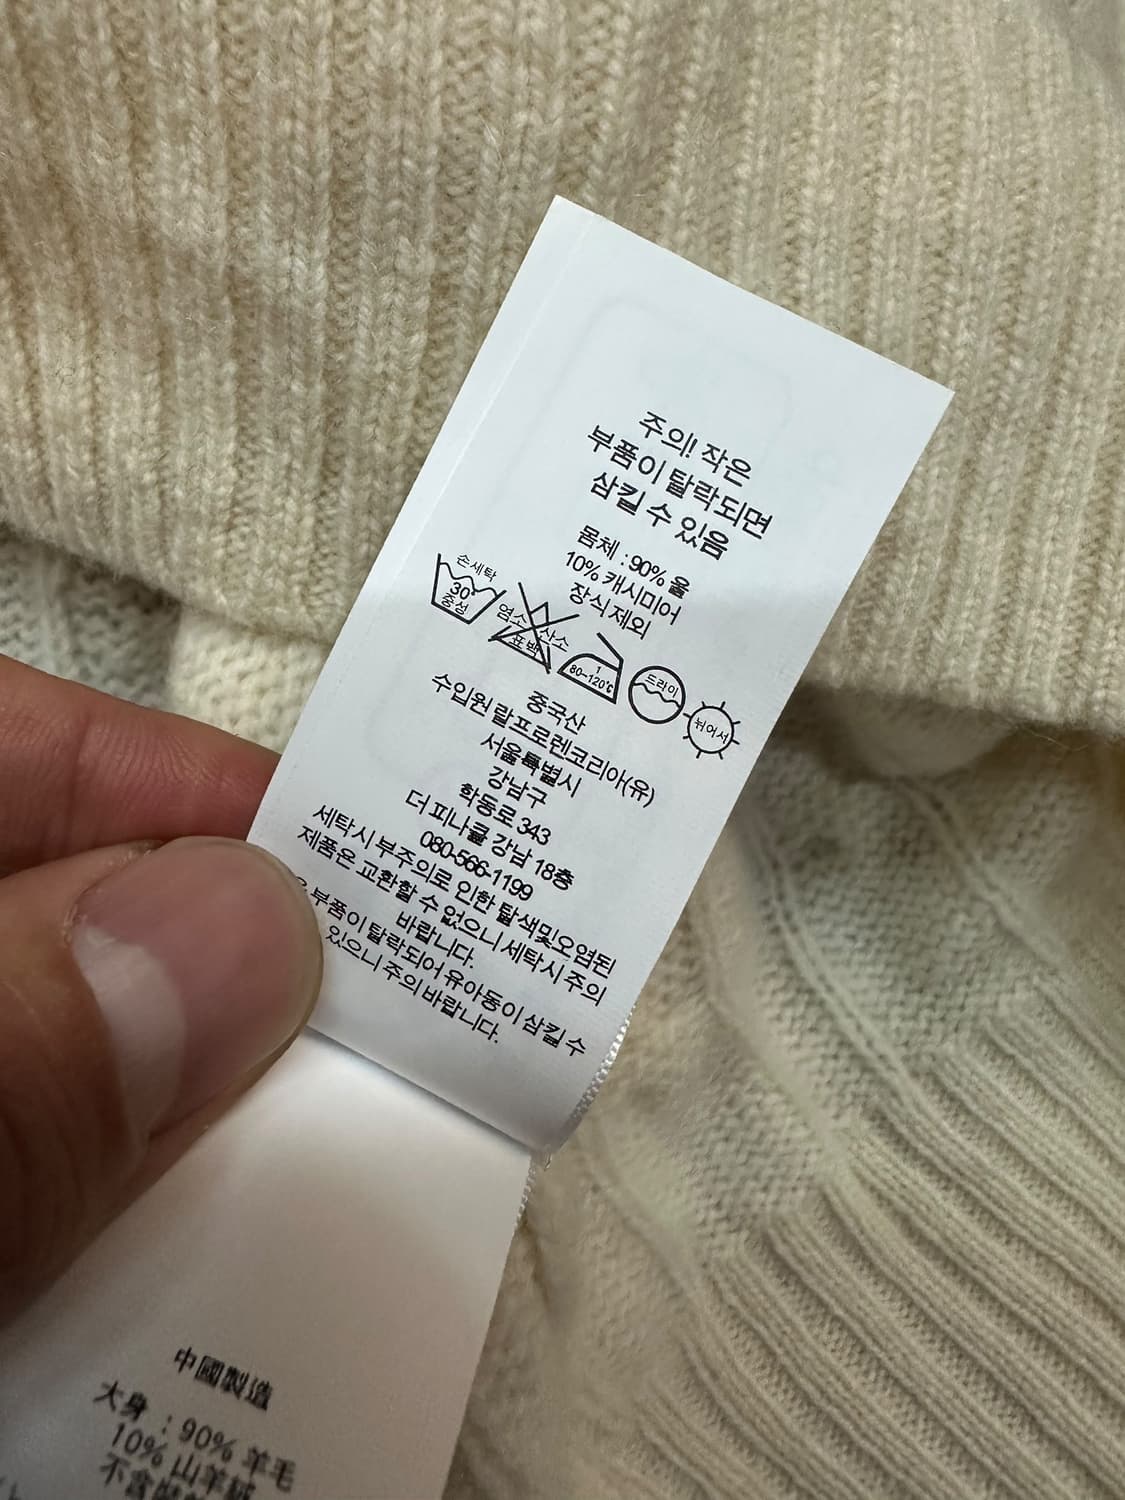 주의! 작은
부품이 탈락되면
삼킬 수 있음
몸체 : 90% 울
10% 캐시미어
장식 제외
손세탁
30°
중성
염소 산소
표백
1
80~120°C
드라이
뉘어서
중국산
수입원 랄프로렌코리아(유)
서울특별시
강남구
학동로 343
더 피나클 강남 18층
080-566-1199
세탁시 부주의로 인한 탈색및오염된
제품은 교환할 수 없으니 세탁시 주의
바랍니다.
부품이 탈락되어 유아동이 삼킬 수
있으니 주의 바랍니다.
中國製造
大身 : 90% 羊毛
10% 山羊絨
不含